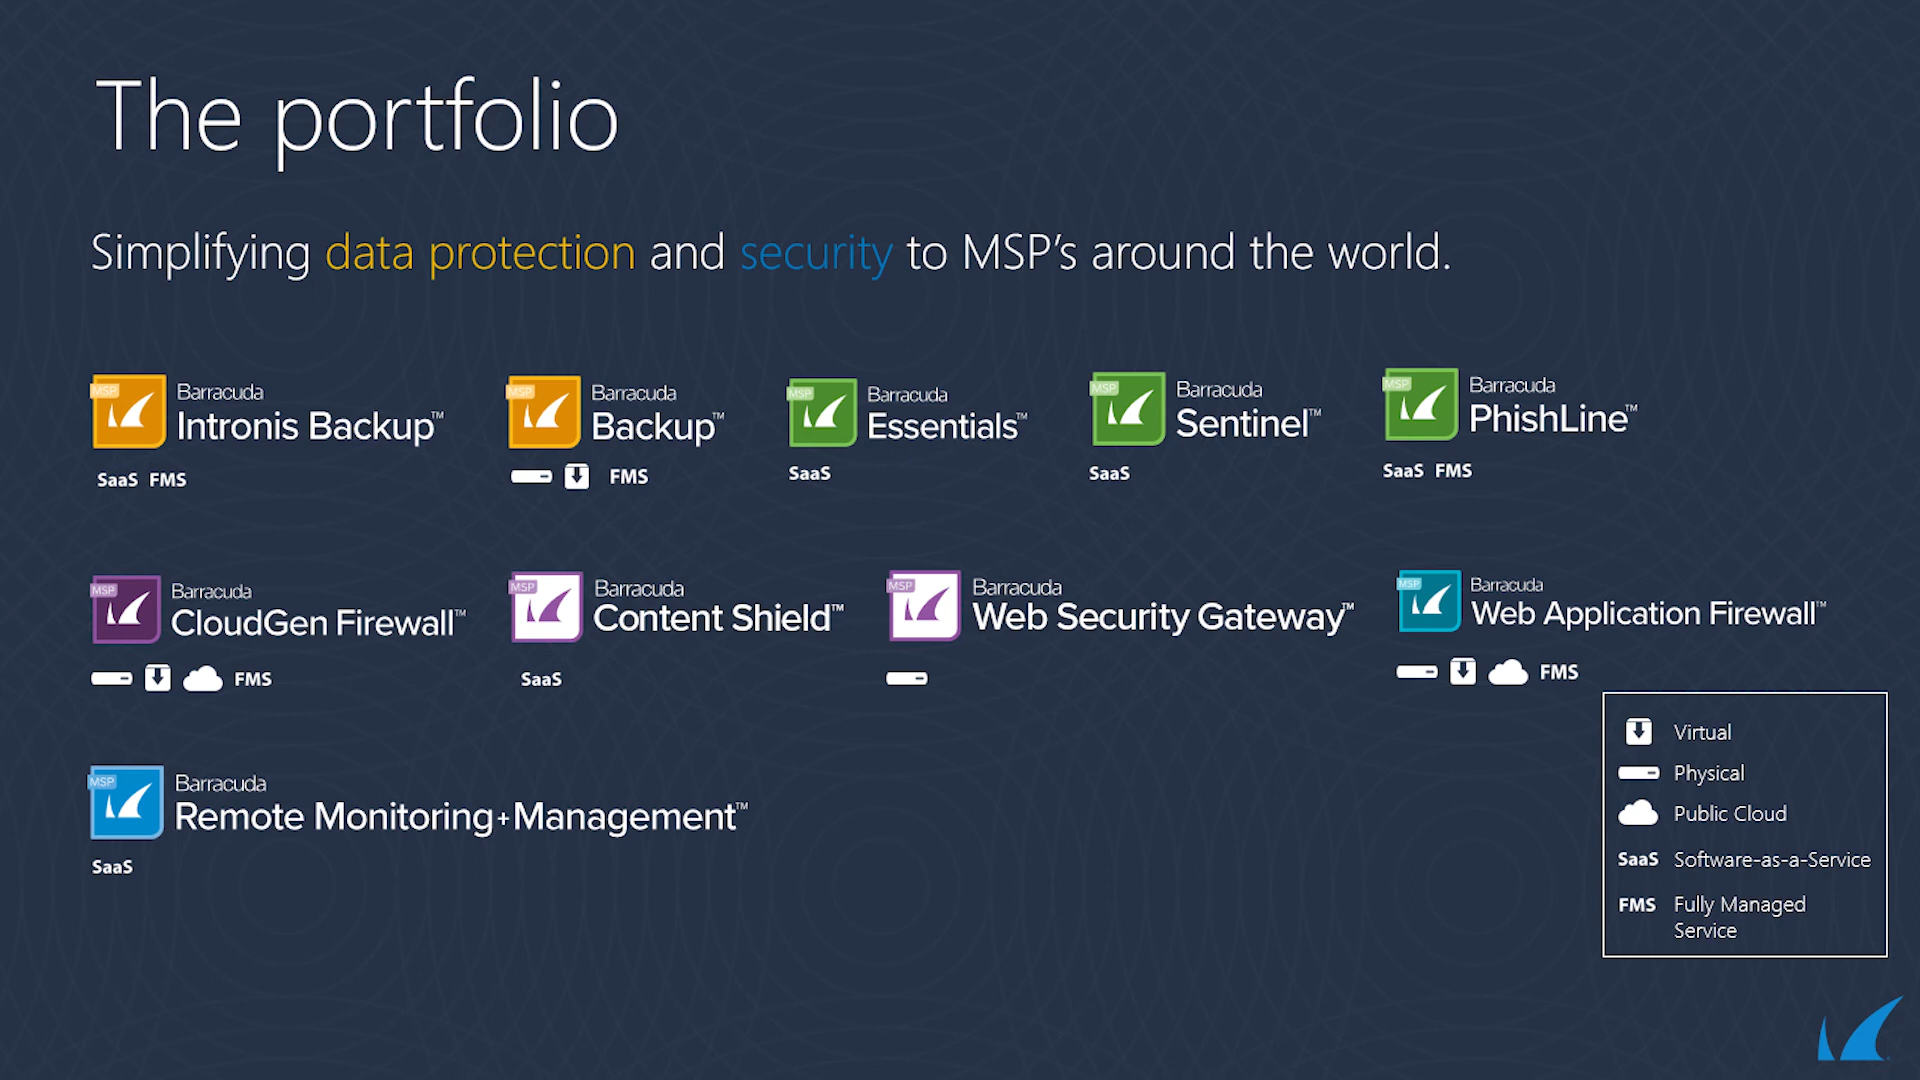 The portfolio
Simplifying data protection and security to MSP's around the world.
MSP Barracuda
Intronis Backup™
SaaS FMS
MSP Barracuda
Backup™
FMS
MSP Barracuda
Essentials™
SaaS
MSP Barracuda
Sentinel™
SaaS
MSP Barracuda
PhishLine™
SaaS FMS
MSP Barracuda
CloudGen Firewall™
FMS
MSP Barracuda
Content Shield™
SaaS
MSP Barracuda
Web Security Gateway™
MSP Barracuda
Web Application Firewall™
FMS
MSP Barracuda
Remote Monitoring+Management™
SaaS
Virtual
Physical
Public Cloud
SaaS Software-as-a-Service
FMS Fully Managed
Service